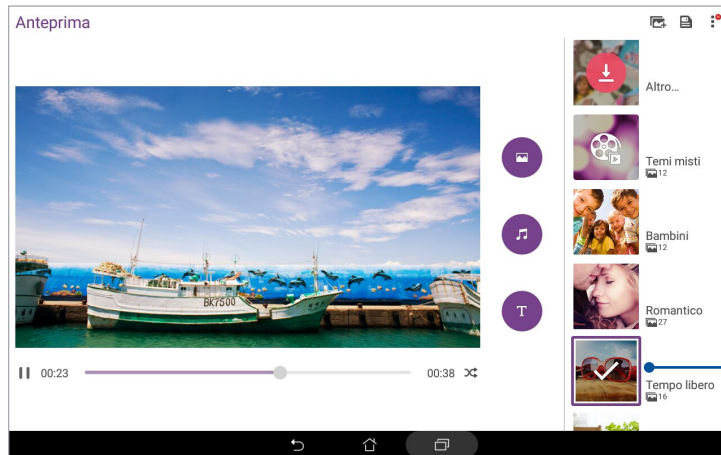 Anteprima
Altro...
Temi misti
12
Bambini
12
BK7500
T
Romantico
27
00:23
00:38
Tempo libero
16